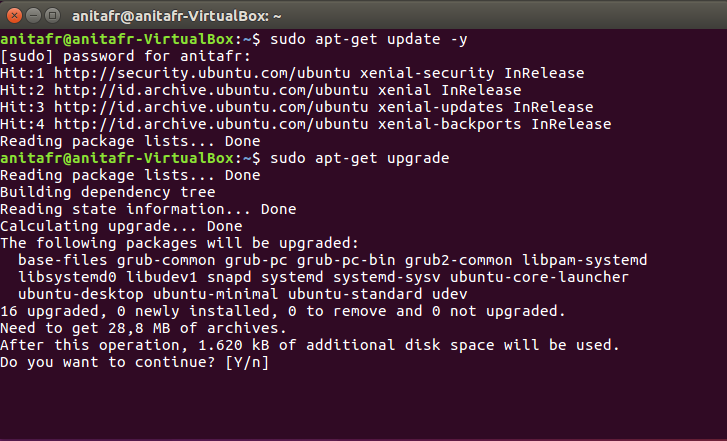 anitafr@anitafr-VirtualBox: ~
anitafr@anitafr-VirtualBox:~$ sudo apt-get update -y
[sudo] password for anitafr:
Hit:1 http://security.ubuntu.com/ubuntu xenial-security InRelease
Hit:2 http://id.archive.ubuntu.com/ubuntu xenial InRelease
Hit:3 http://id.archive.ubuntu.com/ubuntu xenial-updates InRelease
Hit:4 http://id.archive.ubuntu.com/ubuntu xenial-backports InRelease
Reading package lists... Done
anitafr@anitafr-VirtualBox:~$ sudo apt-get upgrade
Reading package lists... Done
Building dependency tree
Reading state information... Done
Calculating upgrade... Done
The following packages will be upgraded:
  base-files grub-common grub-pc grub-pc-bin grub2-common libpam-systemd
  libsystemd0 libudev1 snapd systemd systemd-sysv ubuntu-core-launcher
  ubuntu-desktop ubuntu-minimal ubuntu-standard udev
16 upgraded, 0 newly installed, 0 to remove and 0 not upgraded.
Need to get 28,8 MB of archives.
After this operation, 1.620 kB of additional disk space will be used.
Do you want to continue? [Y/n]